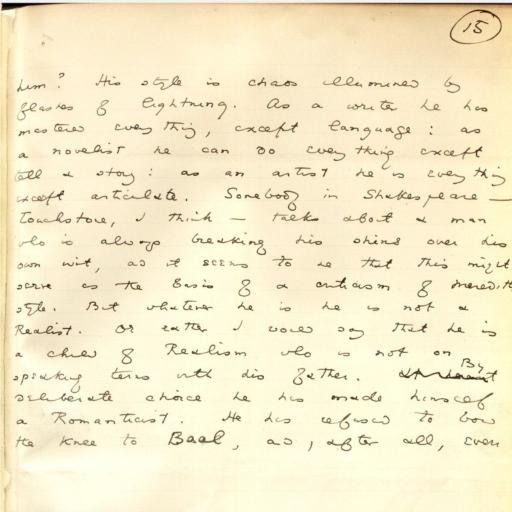 15
him? His style is chaos illumined by
flashes of lightning. As a writer he has
mastered everything, except language: as
a novelist he can do everything except
tell a story: as an artist he is everything
except articulate. Somebody in Shakespeare —
Touchstone, I think — talks about a man
who is always breaking his shins over his
own wit, as it seems to me that this might
serve as the Basis of a criticism of Meredith
style. But whatever he is he is not a
Realist. Or rather I would say that he is
a child of Realism who is not on
speaking terms with his father. By
deliberate choice he has made himself
a Romanticist. He has refused to bow
the knee to Baal, as, after all, even